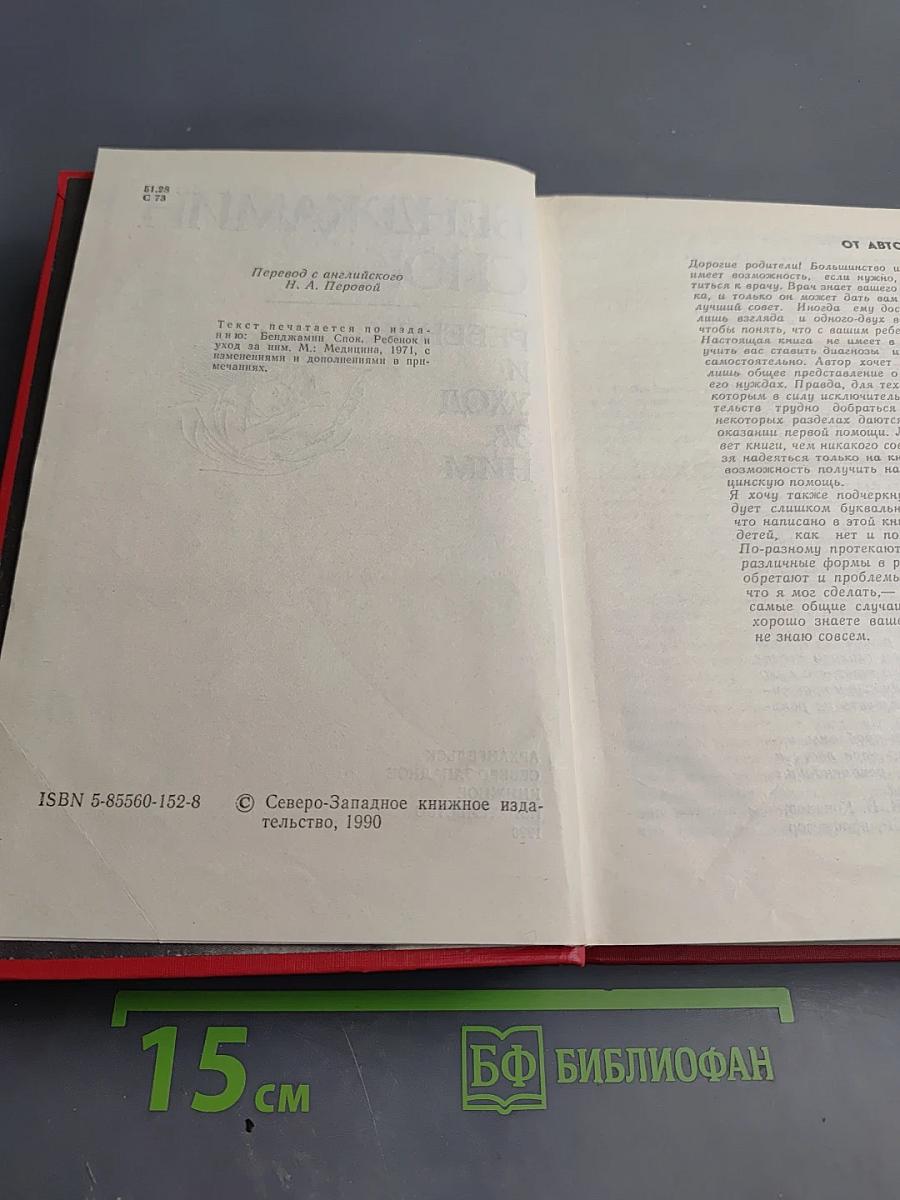 51.28
С 73
Перевод с английского
Н. А. Перовой
Текст печатается по изда-
нию: Бенджамин Спок. Ребенок и
уход за ним. М.: Медицина, 1971, с
изменениями и дополнениями в при-
мечаниях.
ISBN 5-85560-152-8
© Северо-Западное книжное изда-
тельство, 1990
ОТ АВТО
Дорогие родители! Большинство и
имеет возможность, если нужно,
титься к врачу. Врач знает вашего
ка, и только он может дать вам
лучший совет. Иногда ему дос
лишь взгляда и одного-двух в
чтобы понять, что с вашим ребе
Настоящая книга не имеет в
учить вас ставить диагнозы и
самостоятельно. Автор хочет
лишь общее представление о
его нуждах. Правда, для тех
которым в силу исключитель
тельств трудно добраться
некоторых разделах даются
оказании первой помощи. Л
вет книги, чем никакого сов
зя надеяться только на кн
возможность получить на
цинскую помощь.
Я хочу также подчеркну
дует слишком буквальн
что написано в этой кни
детей, как нет и по
По-разному протекают
различные формы в р
обретают и проблемы
что я мог сделать,—
самые общие случаи
хорошо знаете ваше
не знаю совсем.
15 см
БФ БИБЛИОФАН